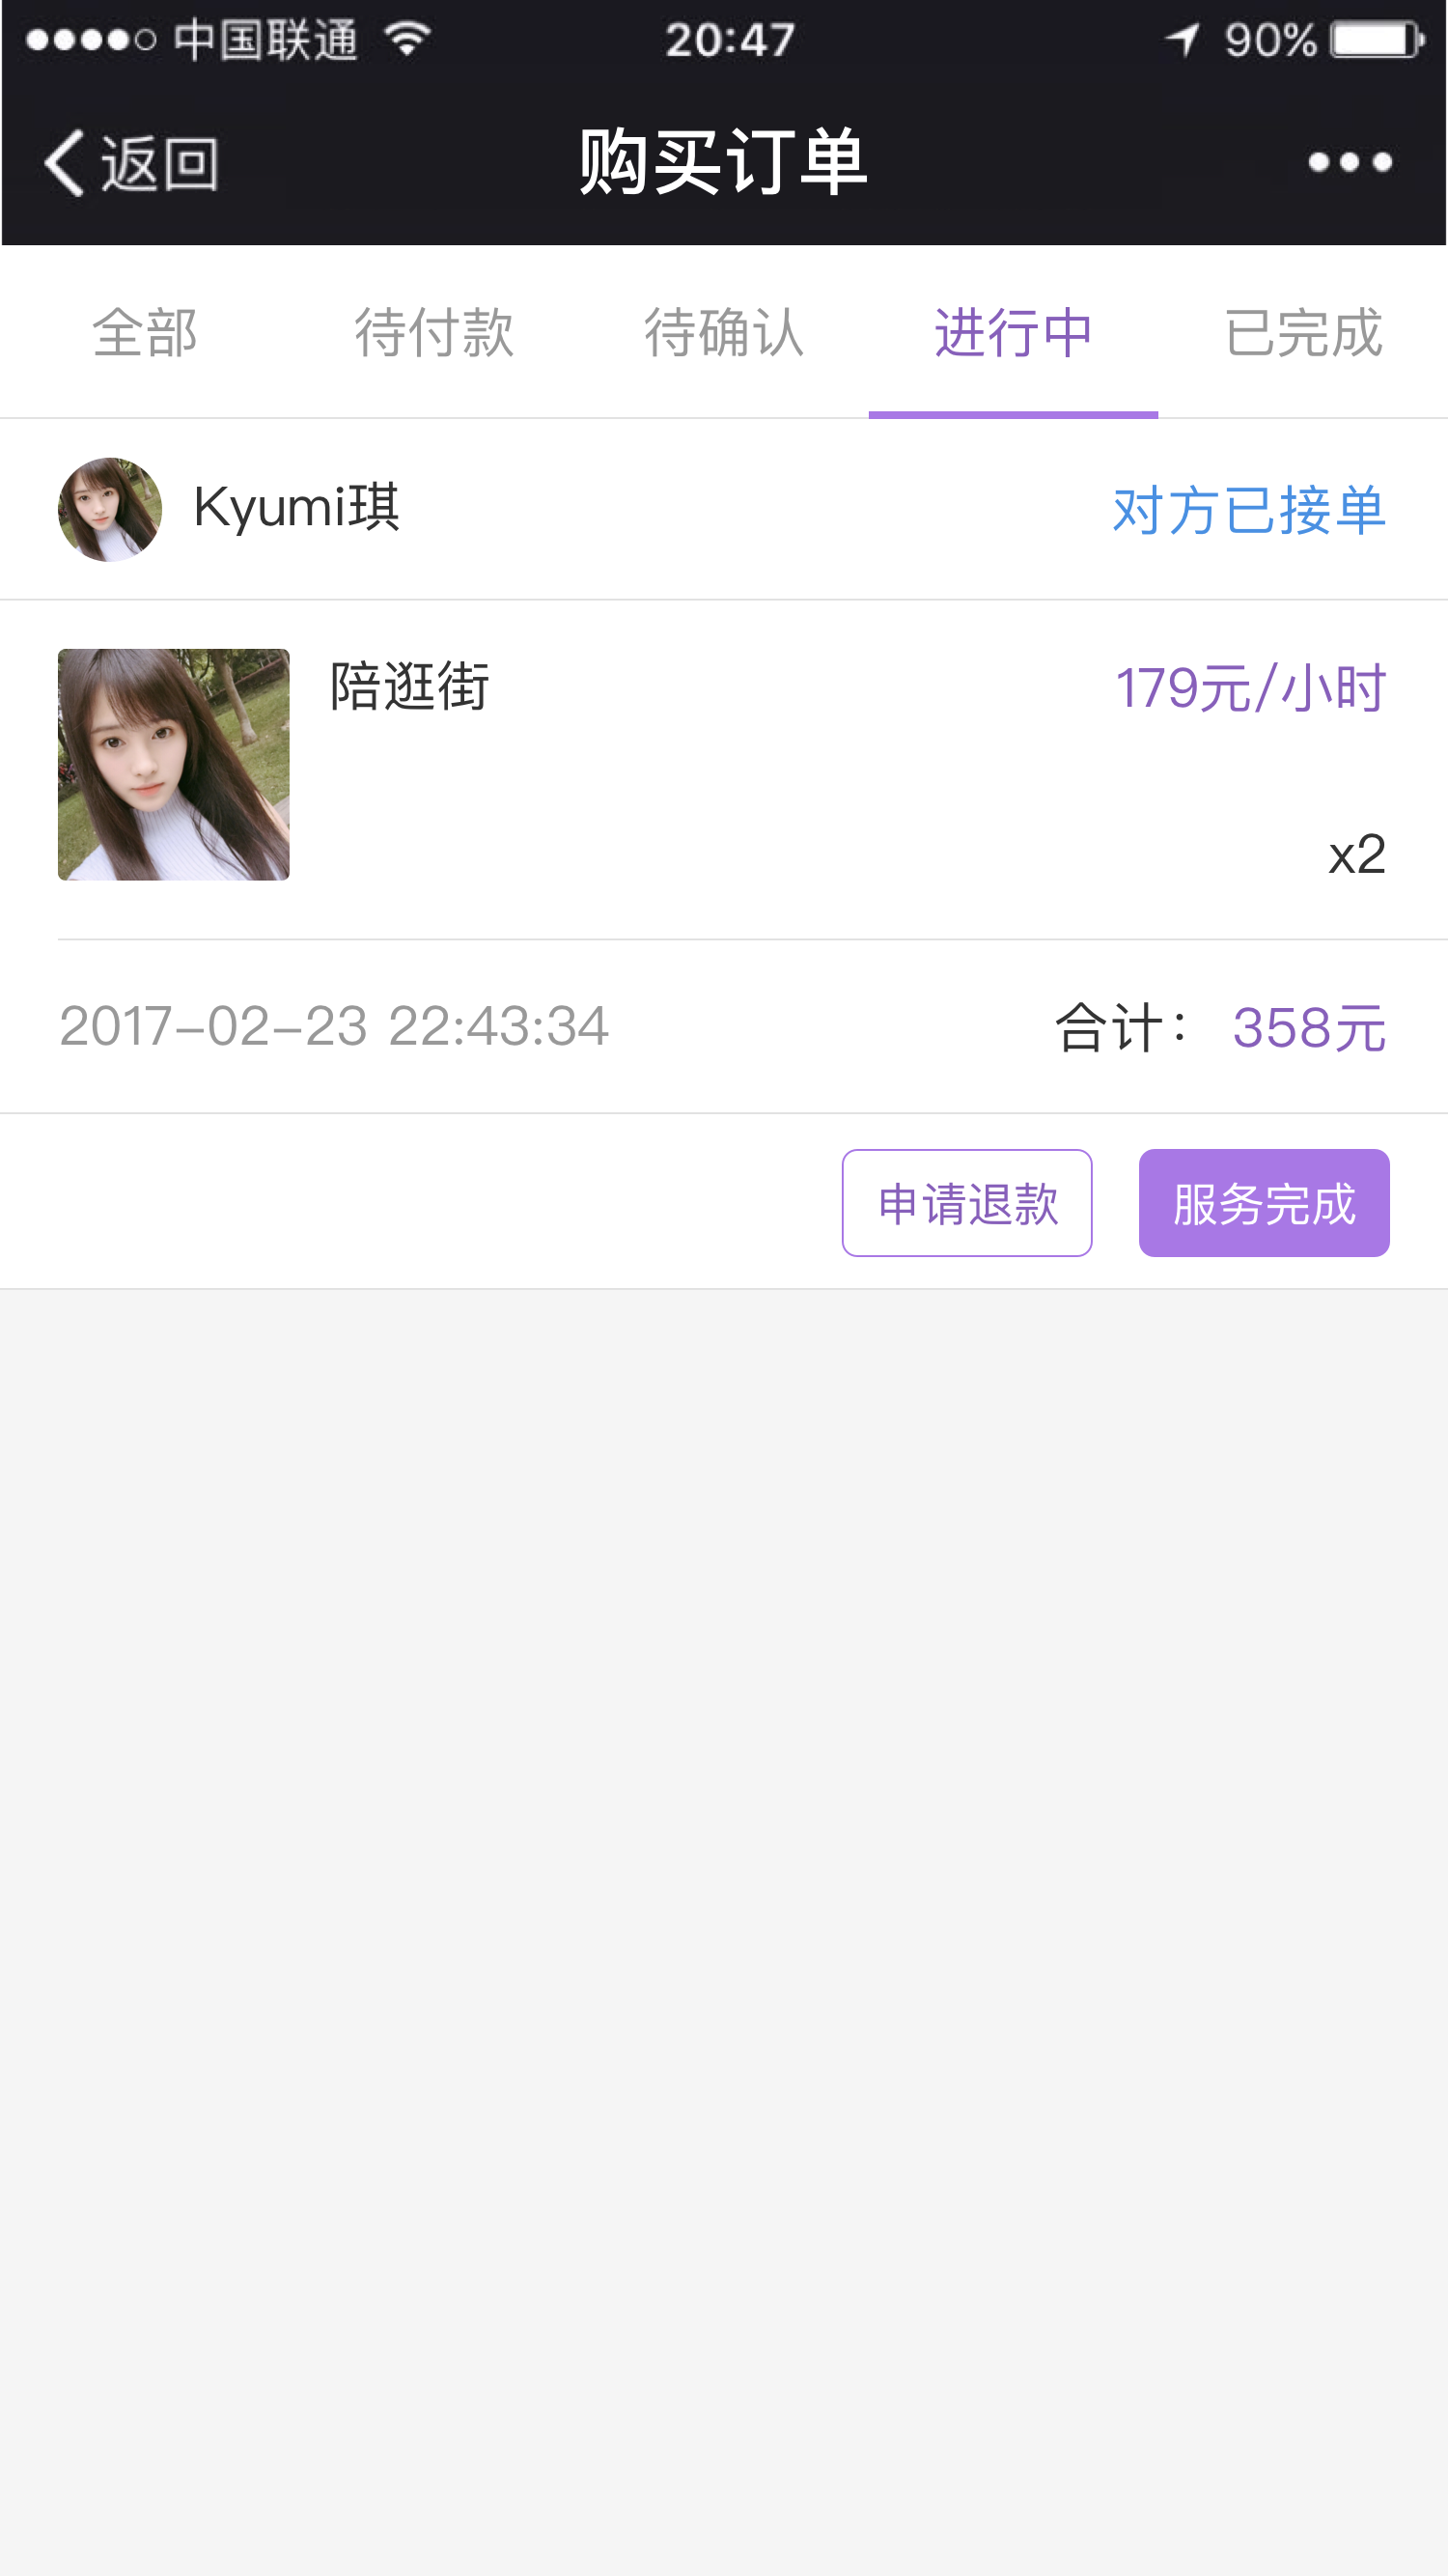 中国联通 20:47 90%
返回 购买订单
全部 待付款 待确认 进行中 已完成
Kyumi琪 对方已接单
陪逛街 179元/小时
x2
2017-02-23 22:43:34 合计： 358元
申请退款 服务完成